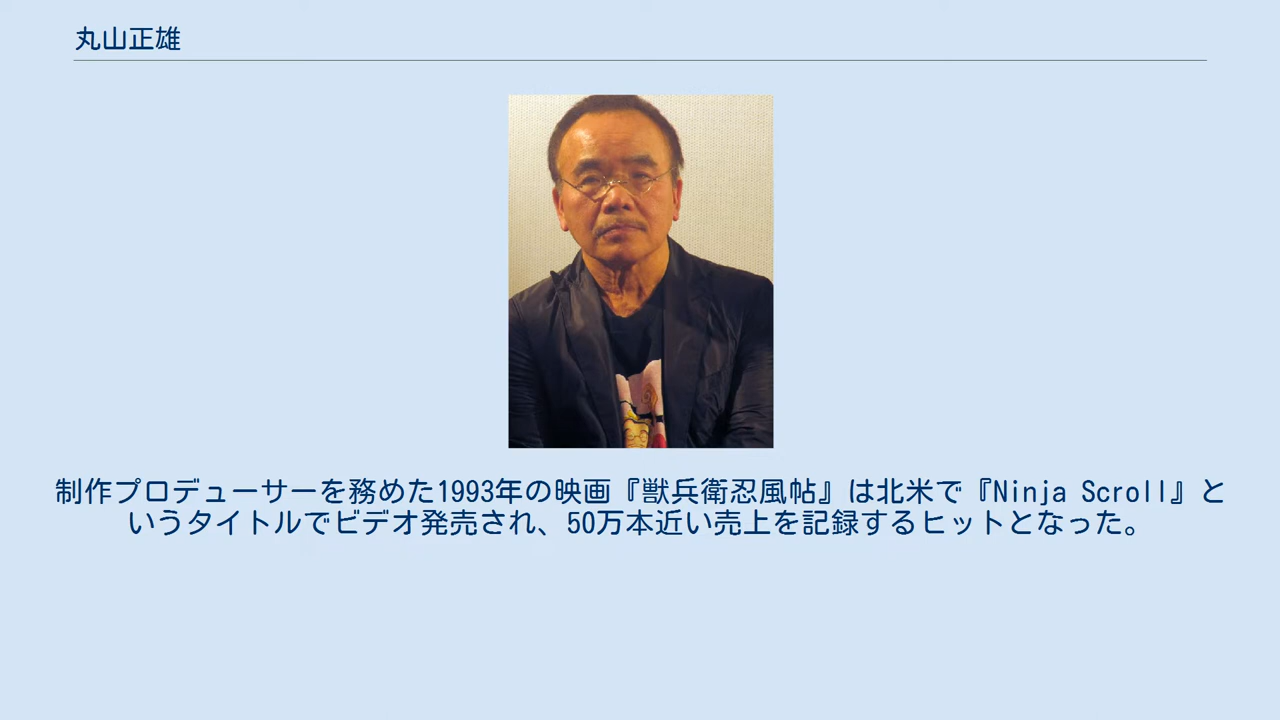 丸山正雄
制作プロデューサーを務めた1993年の映画『獣兵衛忍風帖』は北米で『Ninja Scroll』と
いうタイトルでビデオ発売され、50万本近い売上を記録するヒットとなった。